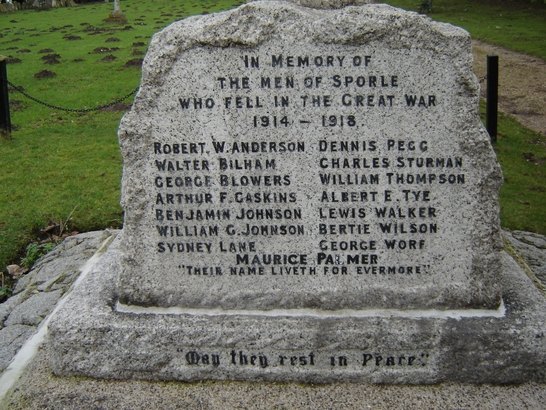 IN MEMORY OF
THE MEN OF SPORLE
WHO FELL IN THE GREAT WAR
1914 – 1918.
ROBERT. W. ANDERSON DENNIS PEGG
WALTER BILHAM CHARLES STURMAN
GEORGE BLOWERS WILLIAM THOMPSON
ARTHUR F. GASKINS ALBERT E. TYE
BENJAMIN JOHNSON LEWIS WALKER
WILLIAM G. JOHNSON BERTIE WILSON
SYDNEY LANE GEORGE WORF
MAURICE PALMER
"THEIR NAME LIVETH FOR EVERMORE"
"May they rest in Peace."